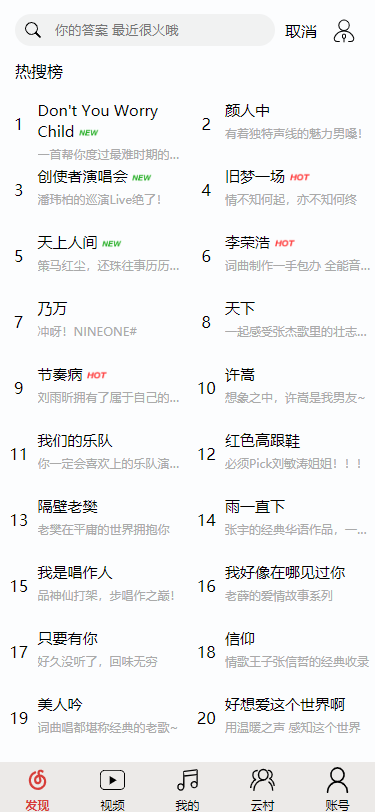 你的答案 最近很火哦
取消
热搜榜
1 Don't You Worry
Child NEW
一首帮你度过最难时期的...
2 颜人中
有着独特声线的魅力男嗓!
3 创使者演唱会 NEW
潘玮柏的巡演Live绝了!
4 旧梦一场 HOT
情不知何起，亦不知何终
5 天上人间 NEW
策马红尘，还珠往事历历...
6 李荣浩 HOT
词曲制作一手包办 全能音...
7 乃万
冲呀！NINEONE#
8 天下
一起感受张杰歌里的壮志...
9 节奏病 HOT
刘雨昕拥有了属于自己的...
10 许嵩
想象之中，许嵩是我男友~
11 我们的乐队
你一定会喜欢上的乐队演...
12 红色高跟鞋
必须Pick刘敏涛姐姐！！！
13 隔壁老樊
老樊在平庸的世界拥抱你
14 雨一直下
张宇的经典华语作品，一...
15 我是唱作人
品神仙打架，步唱作之巅!
16 我好像在哪见过你
老薛的爱情故事系列
17 只要有你
好久没听了，回味无穷
18 信仰
情歌王子张信哲的经典收录
19 美人吟
词曲唱都堪称经典的老歌~
20 好想爱这个世界啊
用温暖之声 感知这个世界
发现
视频
我的
云村
账号